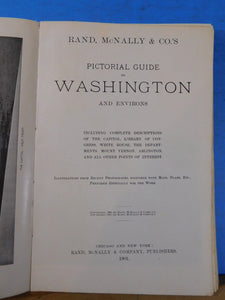 RAND, MCNALLY & CO.'S
PICTORIAL GUIDE
TO
WASHINGTON
AND ENVIRONS
INCLUDING COMPLETE DESCRIPTIONS
OF THE CAPITOL, LIBRARY OF CON-
GRESS, WHITE HOUSE, THE DEPART-
MENTS, MOUNT VERNON, ARLINGTON,
AND ALL OTHER POINTS OF INTEREST
ILLUSTRATIONS FROM RECENT PHOTOGRAPHS, TOGETHER WITH MAPS, PLANS, ETC.,
PREPARED ESPECIALLY FOR THE WORK
CHICAGO AND NEW YORK:
RAND, MCNALLY & COMPANY, PUBLISHERS.
1901.